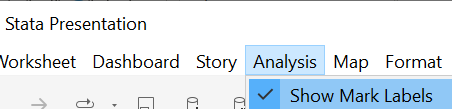 Stata Presentation
Worksheet Dashboard Story Analysis Map Format
Show Mark Labels